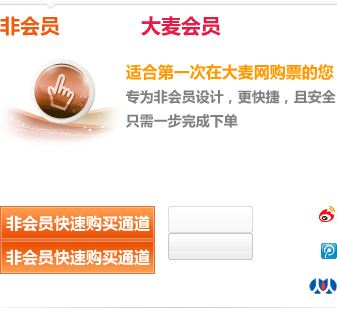 非会员
大麦会员
适合第一次在大麦网购票的您
专为非会员设计，更快捷，且安全
只需一步完成下单
非会员快速购买通道
非会员快速购买通道